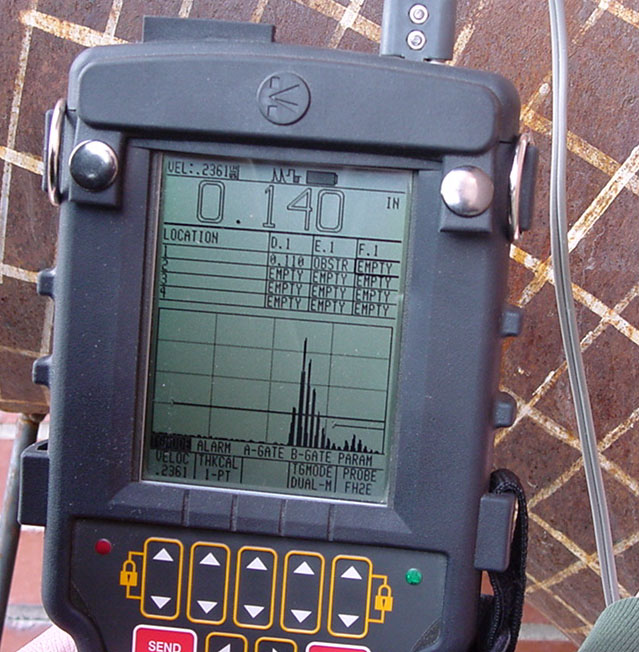 VEL:.2361
0.140 IN
LOCATION D.1 E.1 F.1
1 0.110 OBSTR EMPTY
2 EMPTY EMPTY EMPTY
3 EMPTY EMPTY EMPTY
4 EMPTY EMPTY EMPTY
ALARM A-GATE B-GATE PARAM
VELOC THKCAL TGMODE PROBE
.2361 1-PT DUAL-M FH2E
SEND